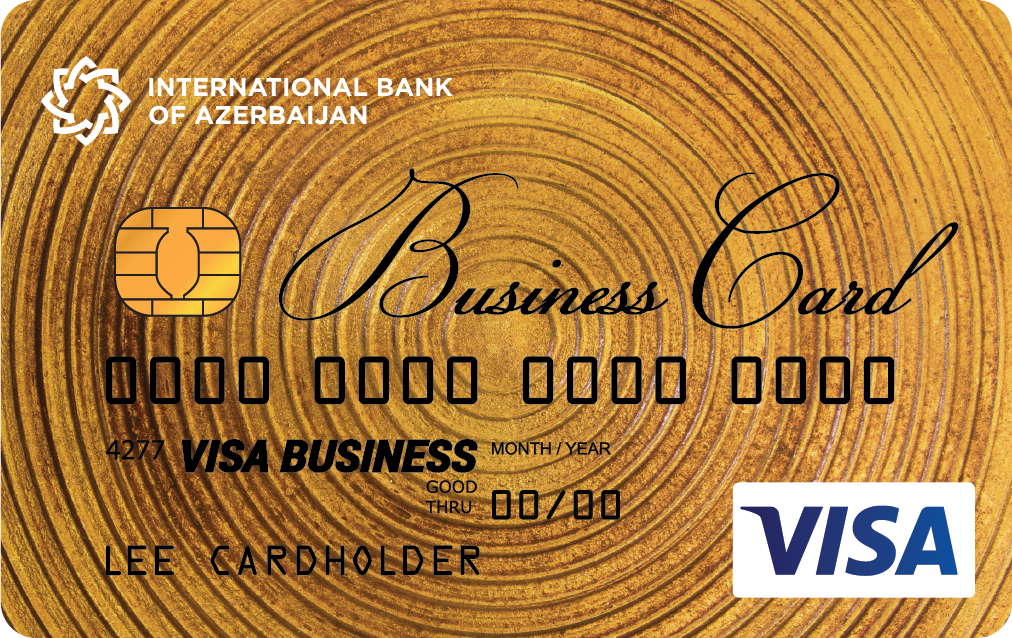 INTERNATIONAL BANK
OF AZERBAIJAN
Business Card
0000 0000 0000 0000
4277 VISA BUSINESS MONTH / YEAR
GOOD
THRU 00/00
LEE CARDHOLDER
VISA